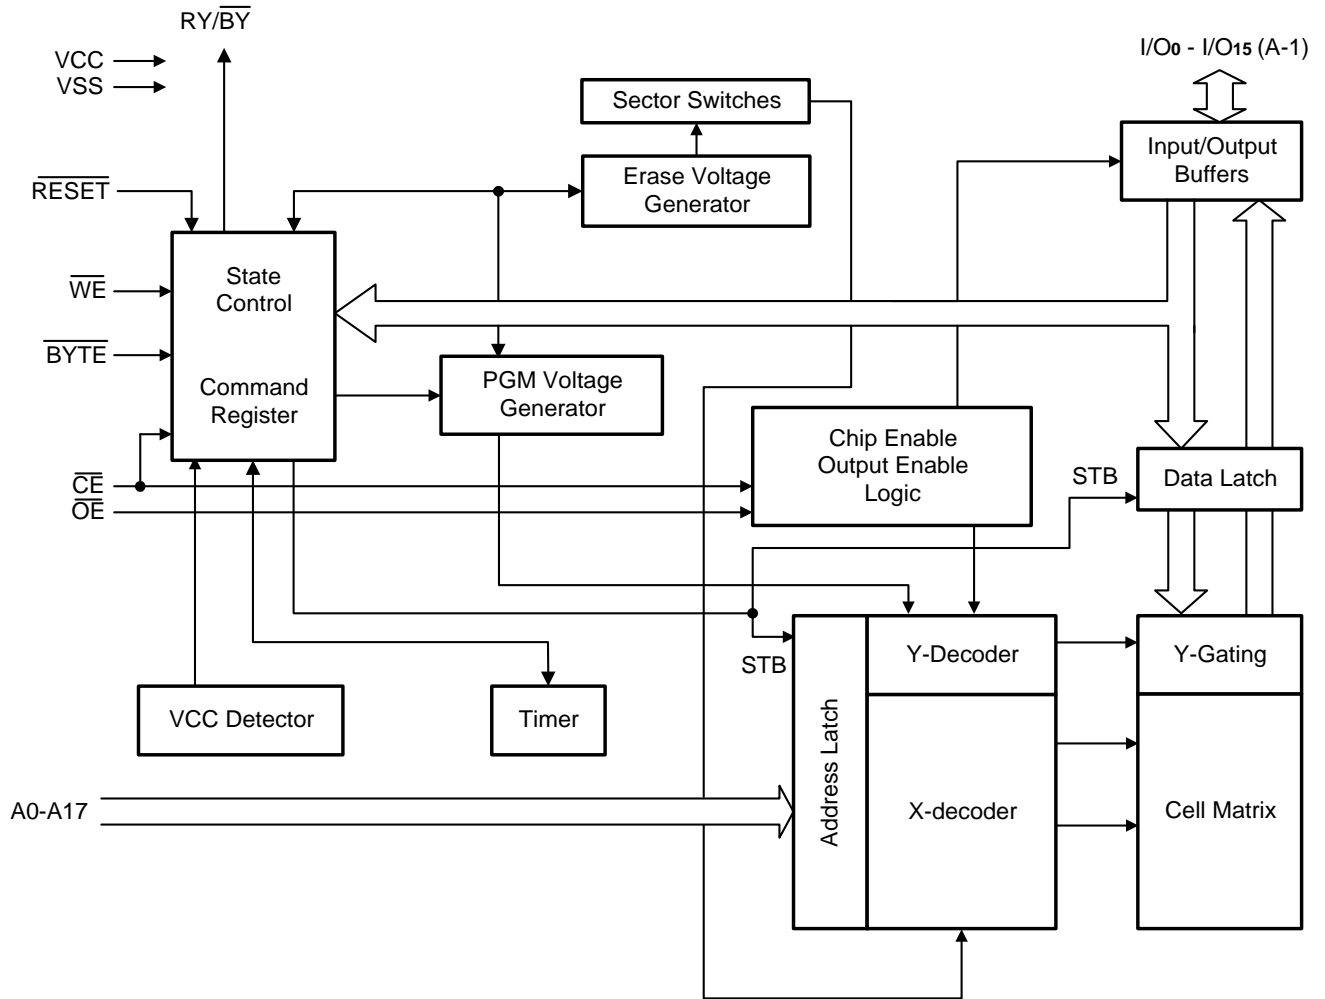 RY/BY
VCC
VSS
I/O0 - I/O15 (A-1)
Sector Switches
Input/Output
Buffers
Erase Voltage
Generator
RESET
State
Control
WE
BYTE
PGM Voltage
Generator
Command
Register
Chip Enable
Output Enable
Logic
CE
OE
STB
Data Latch
STB
Y-Decoder
Y-Gating
VCC Detector
Timer
Address Latch
A0-A17
X-decoder
Cell Matrix